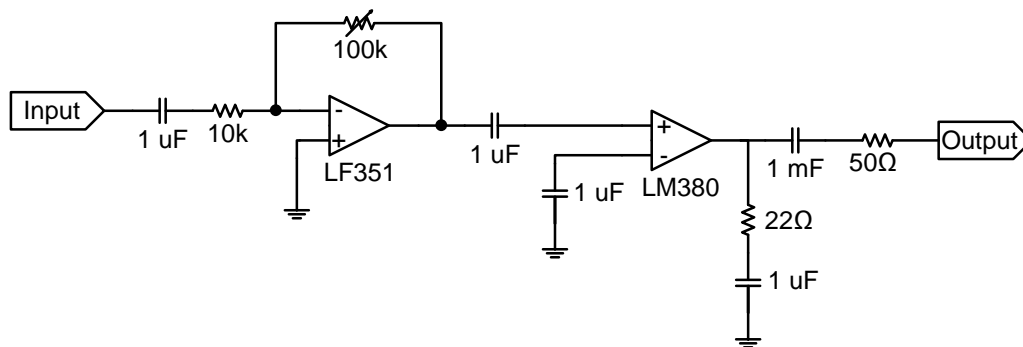 100k
Input
1 uF
10k
-
+
LF351
1 uF
+
-
LM380
1 uF
1 mF
50Ω
Output
22Ω
1 uF